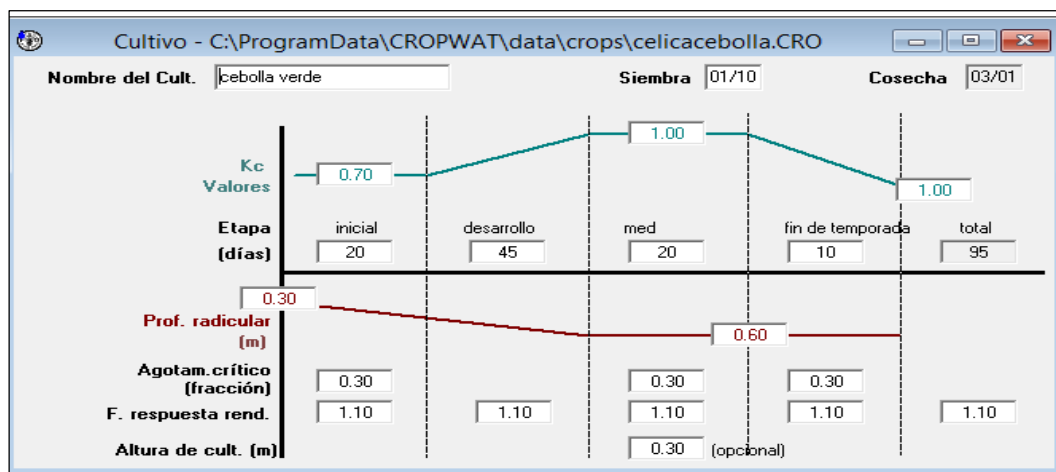 Cultivo - C:\ProgramData\CROPWAT\data\crops\celicacebolla.CRO
Nombre del Cult. cebolla verde Siembra 01/10 Cosecha 03/01
1.00
Kc 0.70
Valores 1.00
Etapa inicial desarrollo med fin de temporada total
(días) 20 45 20 10 95
0.30
Prof. radicular 0.60
(m)
Agotam.crítico
(fracción) 0.30 0.30 0.30
F. respuesta rend. 1.10 1.10 1.10 1.10 1.10
Altura de cult. (m) 0.30 (opcional)